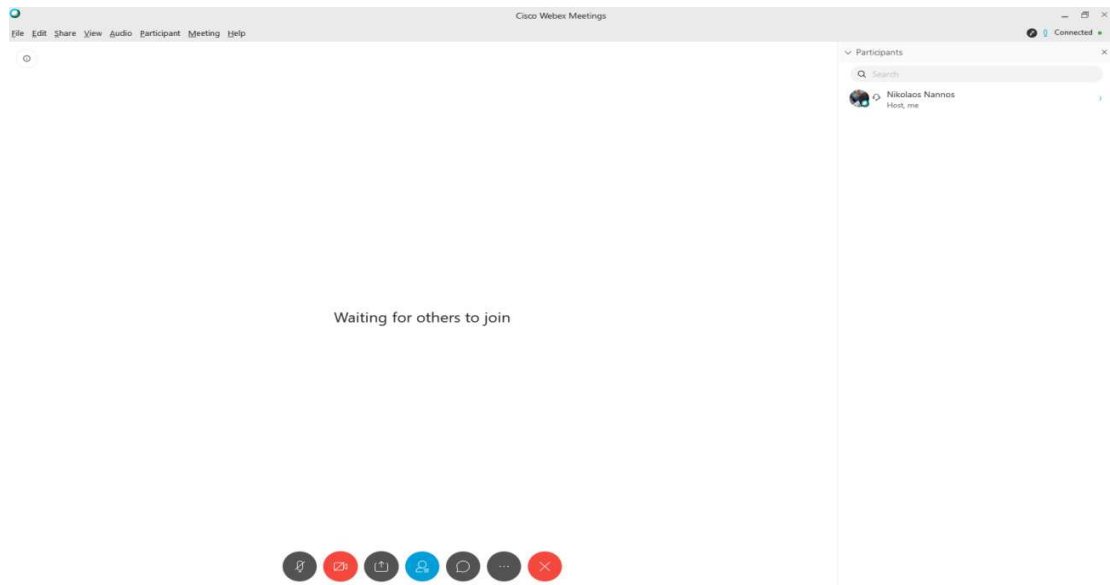 Cisco Webex Meetings
File Edit Share View Audio Participant Meeting Help
Connected
Participants
Search
Nikolaos Nannos
Host, me
Waiting for others to join